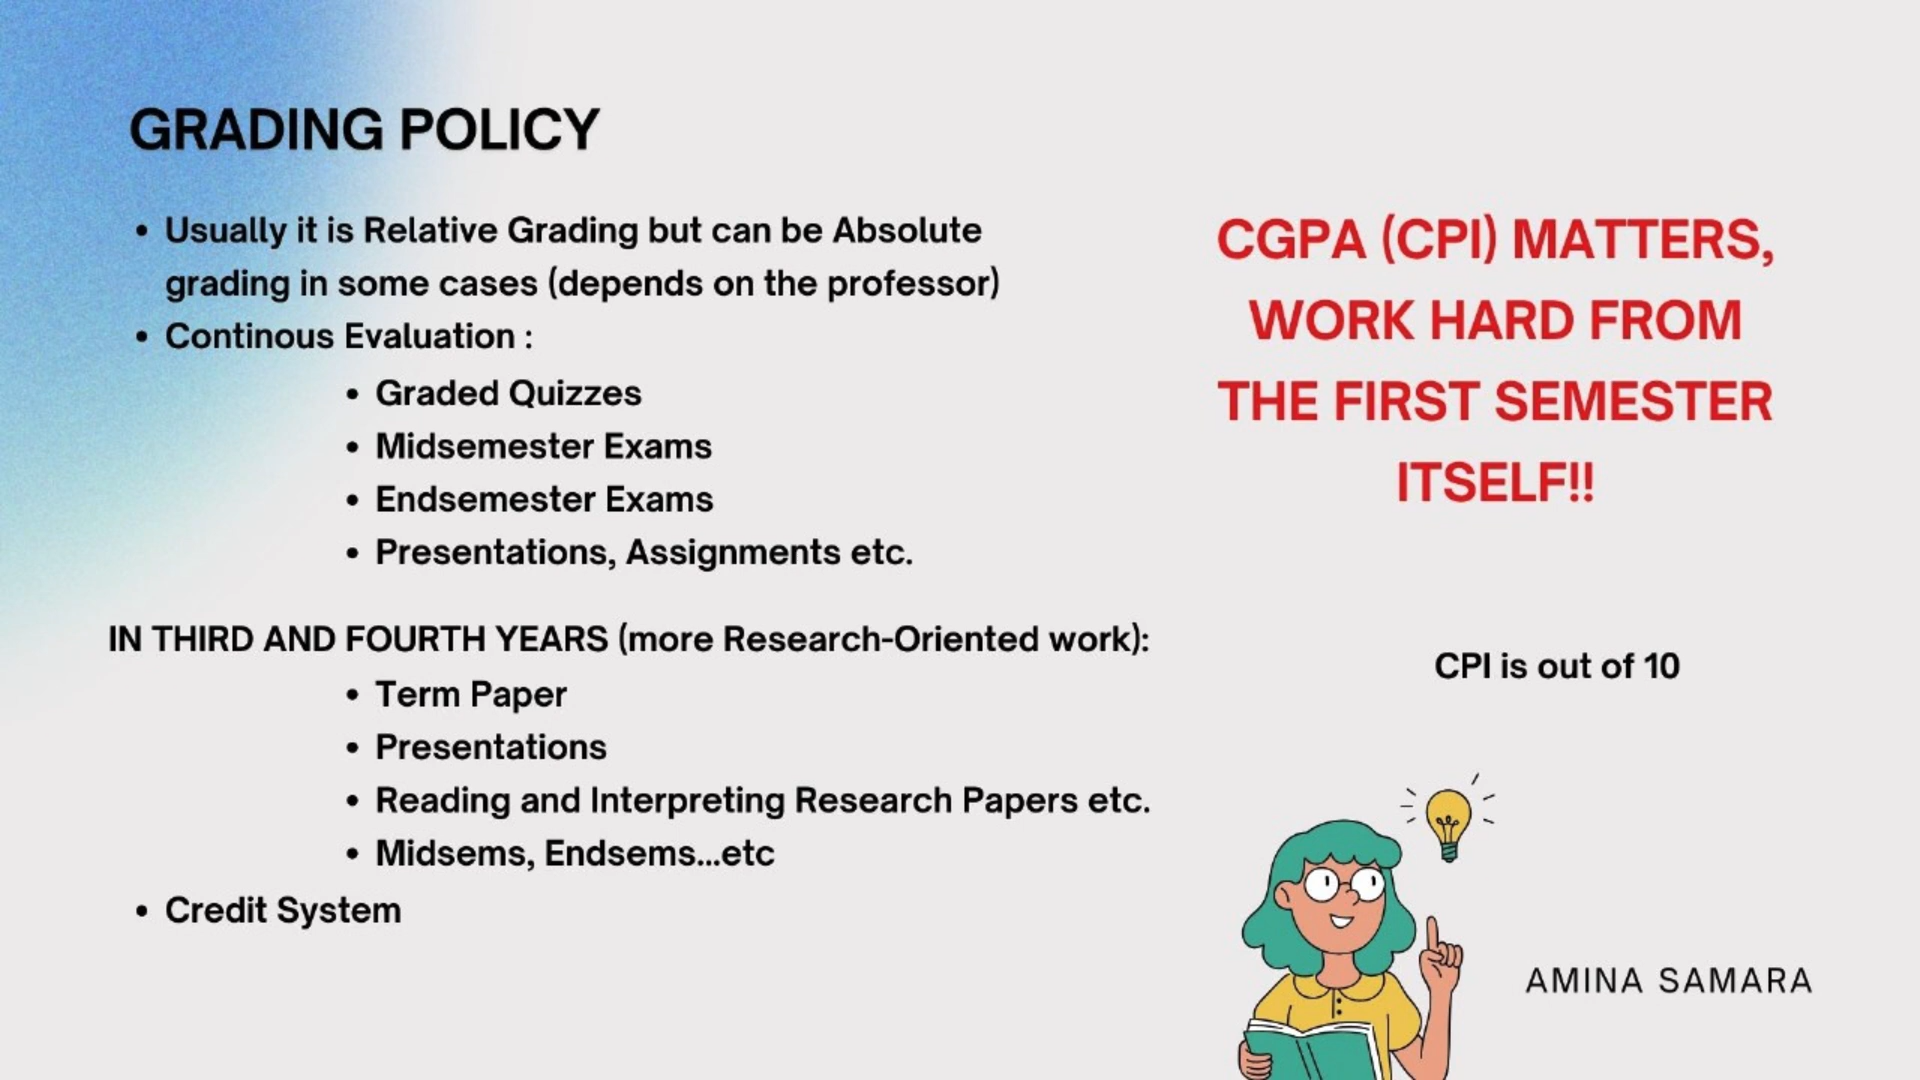 GRADING POLICY
• Usually it is Relative Grading but can be Absolute
grading in some cases (depends on the professor)
• Continous Evaluation :
• Graded Quizzes
• Midsemester Exams
• Endsemester Exams
• Presentations, Assignments etc.
IN THIRD AND FOURTH YEARS (more Research-Oriented work):
• Term Paper
• Presentations
• Reading and Interpreting Research Papers etc.
• Midsems, Endsems...etc
• Credit System
CGPA (CPI) MATTERS,
WORK HARD FROM
THE FIRST SEMESTER
ITSELF!!
CPI is out of 10
AMINA SAMARA